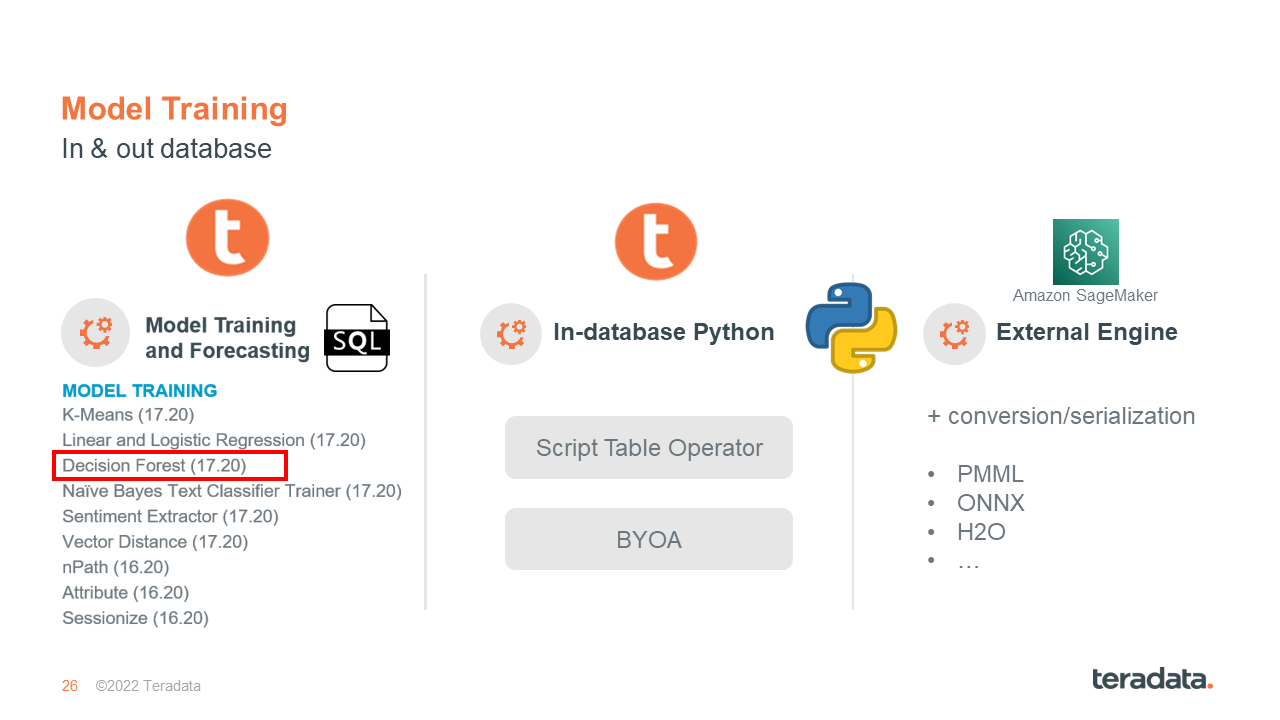 Model Training
In & out database
t
t
Amazon SageMaker
Model Training
and Forecasting
SQL
In-database Python
External Engine
MODEL TRAINING
K-Means (17.20)
Linear and Logistic Regression (17.20)
Decision Forest (17.20)
Naïve Bayes Text Classifier Trainer (17.20)
Sentiment Extractor (17.20)
Vector Distance (17.20)
nPath (16.20)
Attribute (16.20)
Sessionize (16.20)
Script Table Operator
BYOA
+ conversion/serialization
• PMML
• ONNX
• H2O
• …
26 ©2022 Teradata
teradata.